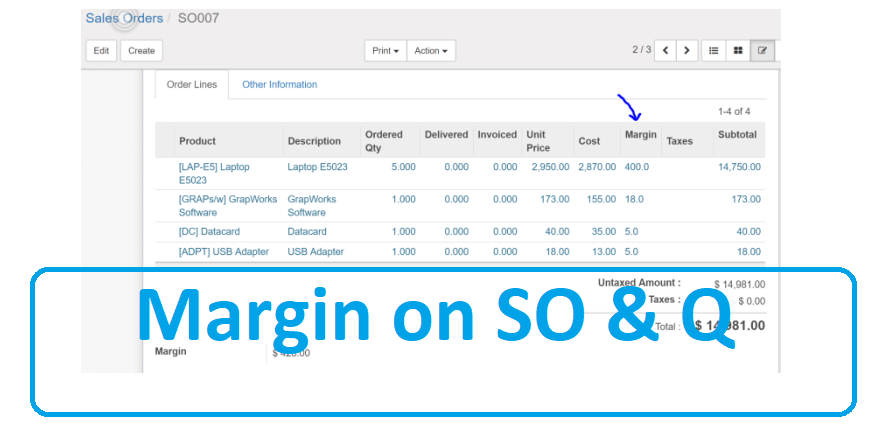 Sales Orders / SO007
Edit Create Print Action 2 / 3
Order Lines Other Information
1-4 of 4
Product Description Ordered Qty Delivered Invoiced Unit Price Cost Margin Taxes Subtotal
[LAP-E5] Laptop E5023 Laptop E5023 5.000 0.000 0.000 2,950.00 2,870.00 400.0 14,750.00
[GRAPs/w] GrapWorks Software GrapWorks Software 1.000 0.000 0.000 173.00 155.00 18.0 173.00
[DC] Datacard Datacard 1.000 0.000 0.000 40.00 35.00 5.0 40.00
[ADPT] USB Adapter USB Adapter 1.000 0.000 0.000 18.00 13.00 5.0 18.00
Untaxed Amount : $ 14,981.00
Taxes : $ 0.00
Total : $ 14,981.00
Margin on SO & Q
Margin